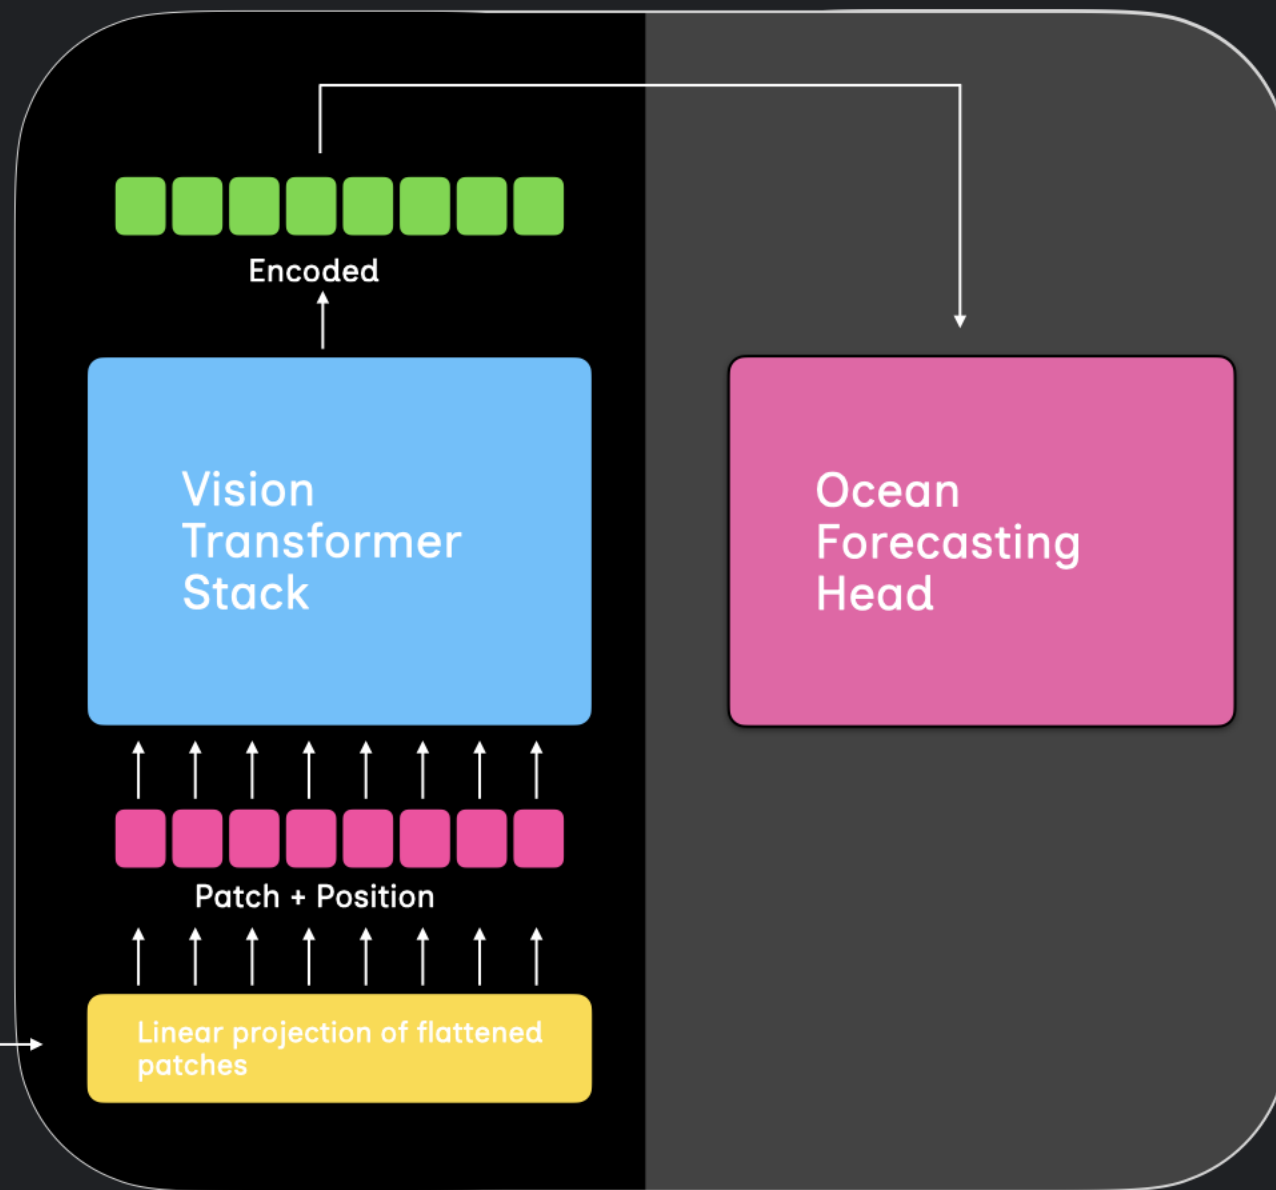 Encoded
Vision
Transformer
Stack
Ocean
Forecasting
Head
Patch + Position
Linear projection of flattened
patches